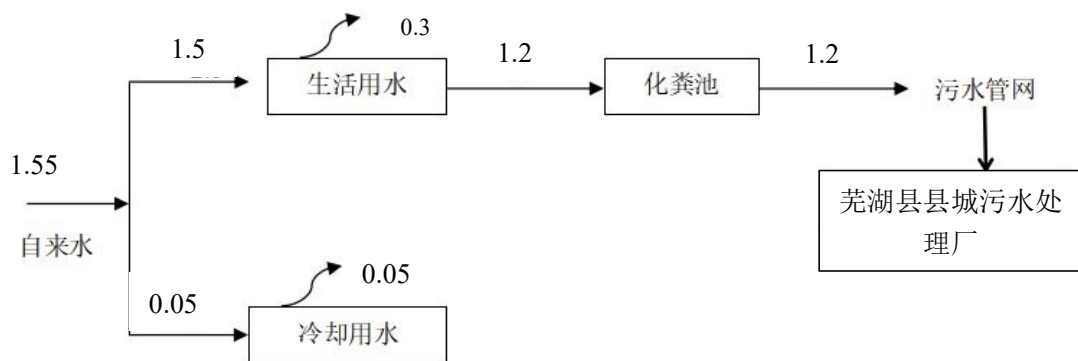 0.3
1.5
1.2
1.2
生活用水
化粪池
污水管网
1.55
自来水
芜湖县县城污水处
理厂
0.05
0.05
冷却用水